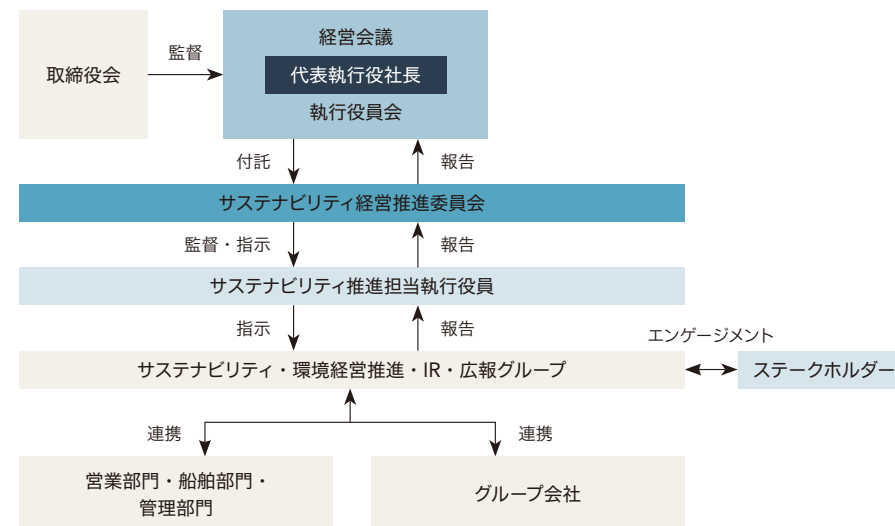 取締役会
監督
経営会議
代表執行役社長
執行役員会
付託
報告
サステナビリティ経営推進委員会
監督・指示
報告
サステナビリティ推進担当執行役員
指示
報告
エンゲージメント
サステナビリティ・環境経営推進・IR・広報グループ
ステークホルダー
連携
連携
営業部門・船舶部門・
管理部門
グループ会社